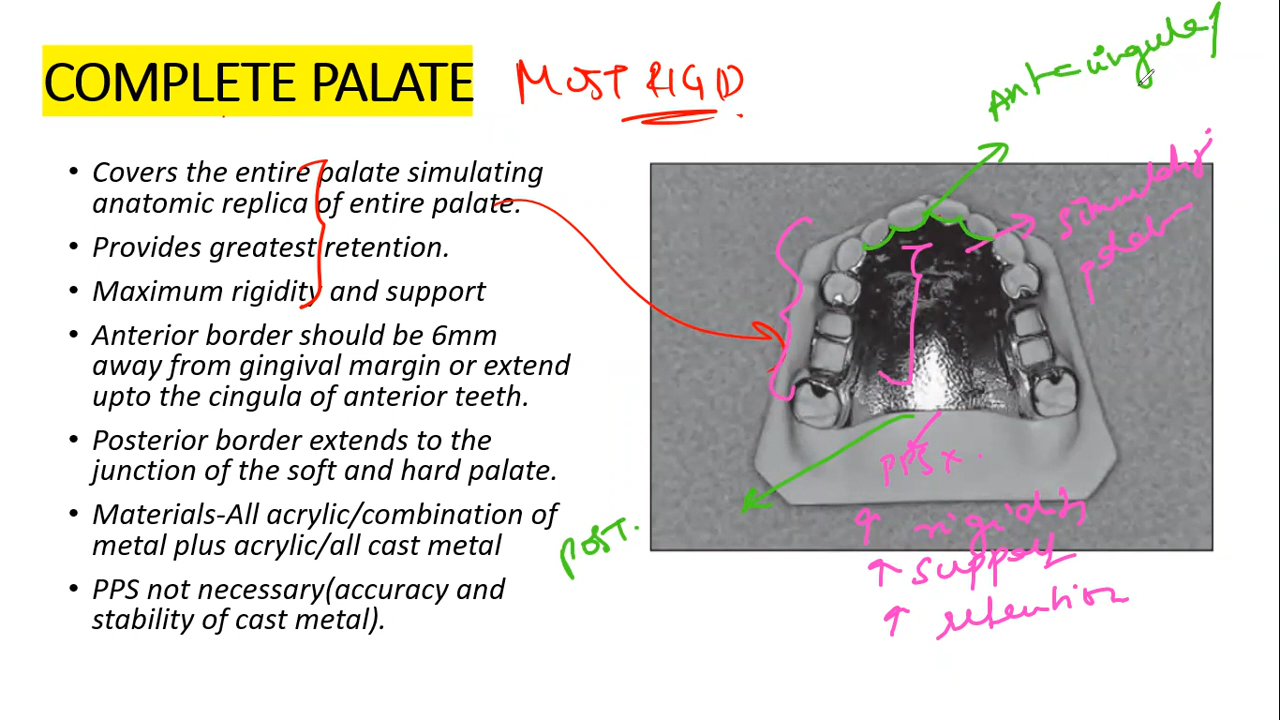 COMPLETE PALATE
MOST RIGID.
Ant - cingulum
• Covers the entire palate simulating
anatomic replica of entire palate.
• Provides greatest retention.
• Maximum rigidity and support
• Anterior border should be 6mm
away from gingival margin or extend
upto the cingula of anterior teeth.
• Posterior border extends to the
junction of the soft and hard palate.
• Materials-All acrylic/combination of
metal plus acrylic/all cast metal
• PPS not necessary(accuracy and
stability of cast metal).
PPS x.
POST.
↑ rigidity
↑ support
↑ retention